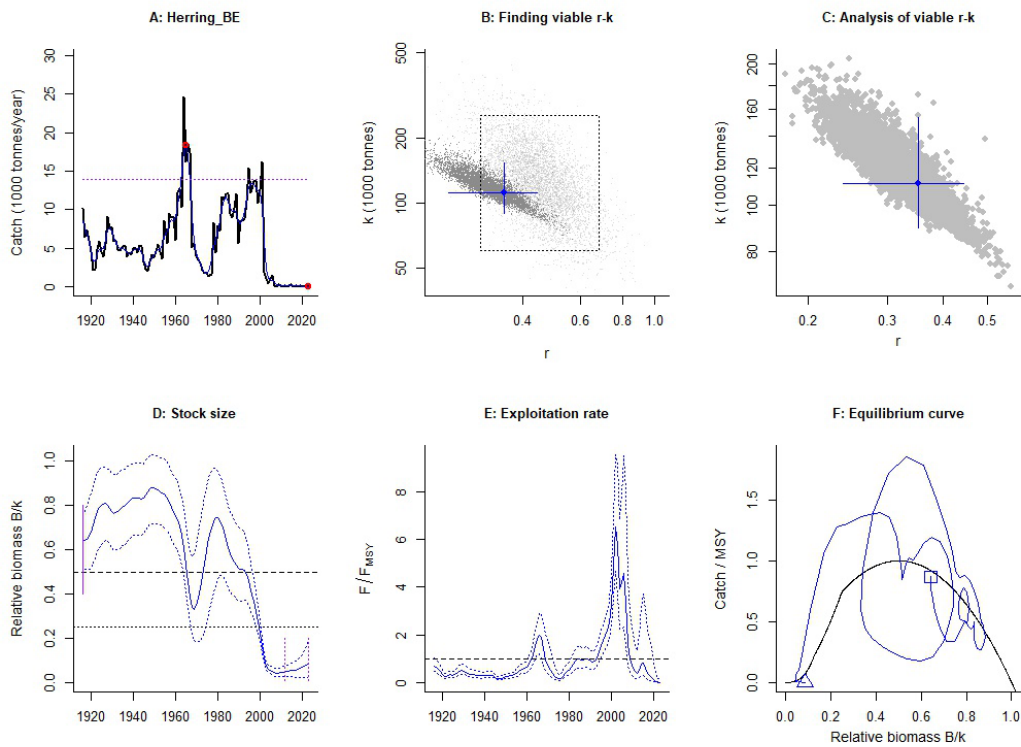 A: Herring_BE
B: Finding viable r-k
C: Analysis of viable r-k
Catch (1000 tonnes/year)
0 5 10 15 20 25 30
1920 1940 1960 1980 2000 2020
k (1000 tonnes)
50 100 200 500
0.4 0.6 0.8 1.0
r
k (1000 tonnes)
80 100 120 160 200
0.2 0.3 0.4 0.5
r
D: Stock size
E: Exploitation rate
F: Equilibrium curve
Relative biomass B/k
0.0 0.2 0.4 0.6 0.8 1.0
1920 1940 1960 1980 2000 2020
F / FMSY
0 2 4 6 8
1920 1940 1960 1980 2000 2020
Catch / MSY
0.0 0.5 1.0 1.5
0.0 0.2 0.4 0.6 0.8 1.0
Relative biomass B/k